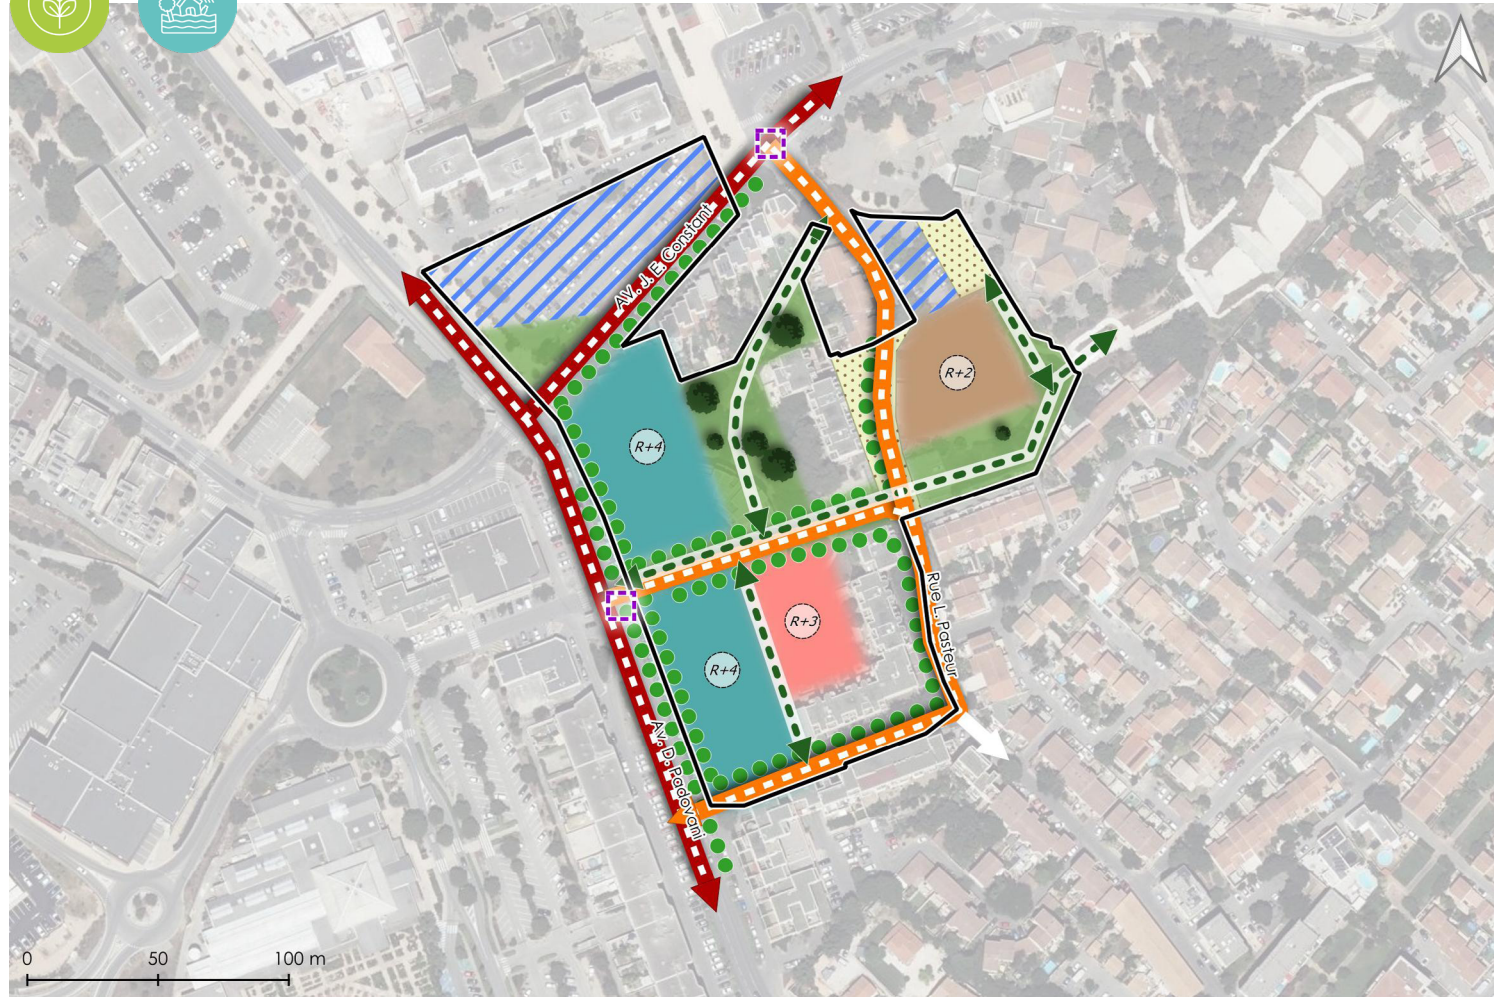 AV. J. E. Constant
R+2
R+4
R+3
Rue L. Pasteur
R+4
Av. D. Padovani
0 50 100 m